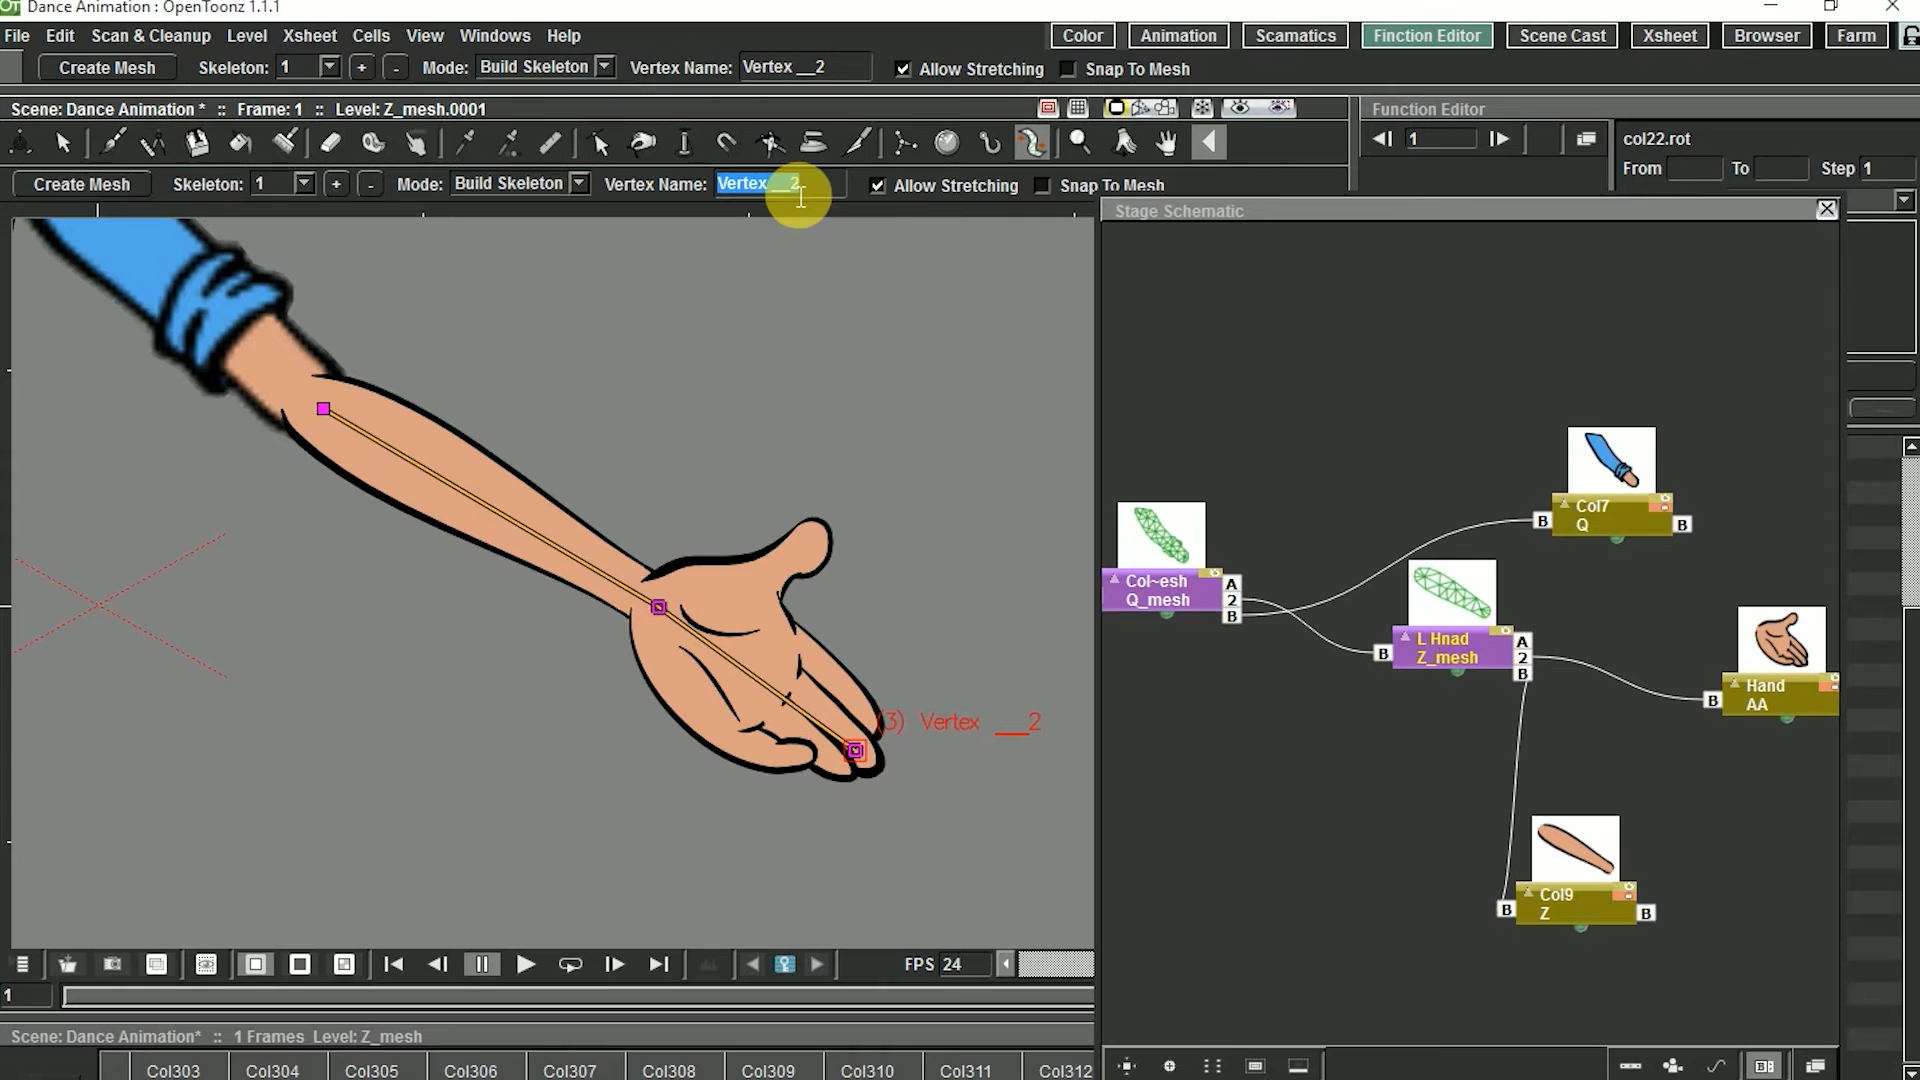 Dance Animation : OpenToonz 1.1.1
File Edit Scan & Cleanup Level Xsheet Cells View Windows Help
Color Animation Scamatics Finction Editor Scene Cast Xsheet Browser Farm
Create Mesh Skeleton: 1 + - Mode: Build Skeleton Vertex Name: Vertex __2 Allow Stretching Snap To Mesh
Scene: Dance Animation * :: Frame: 1 :: Level: Z_mesh.0001
Function Editor
1
col22.rot
From To Step 1
Create Mesh Skeleton: 1 + - Mode: Build Skeleton Vertex Name: Vertex __2 Allow Stretching Snap To Mesh
Stage Schematic
(3) Vertex __2
Col7
Q
B B
Col~esh
Q_mesh
A
2
B
L Hnad
Z_mesh
B
A
2
B
Hand
AA
B
Col9
Z
B B
FPS 24
1
Scene: Dance Animation* :: 1 Frames Level: Z_mesh
Col303 Col304 Col305 Col306 Col307 Col308 Col309 Col310 Col311 Col312